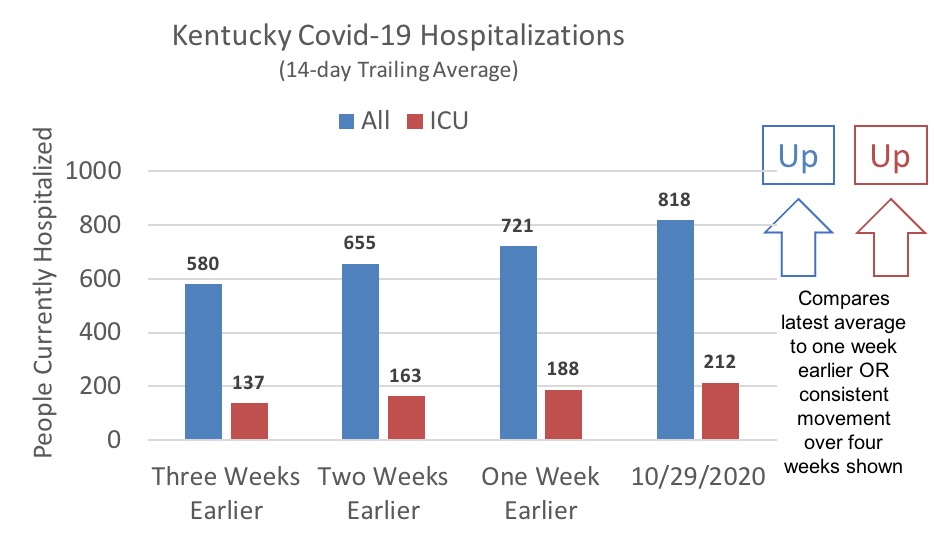 Kentucky Covid-19 Hospitalizations
(14-day Trailing Average)
All ICU
People Currently Hospitalized
1000
800
600
400
200
0
580
137
655
163
721
188
818
212
Three Weeks
Earlier
Two Weeks
Earlier
One Week
Earlier
10/29/2020
Up
Up
Compares
latest average
to one week
earlier OR
consistent
movement
over four
weeks shown